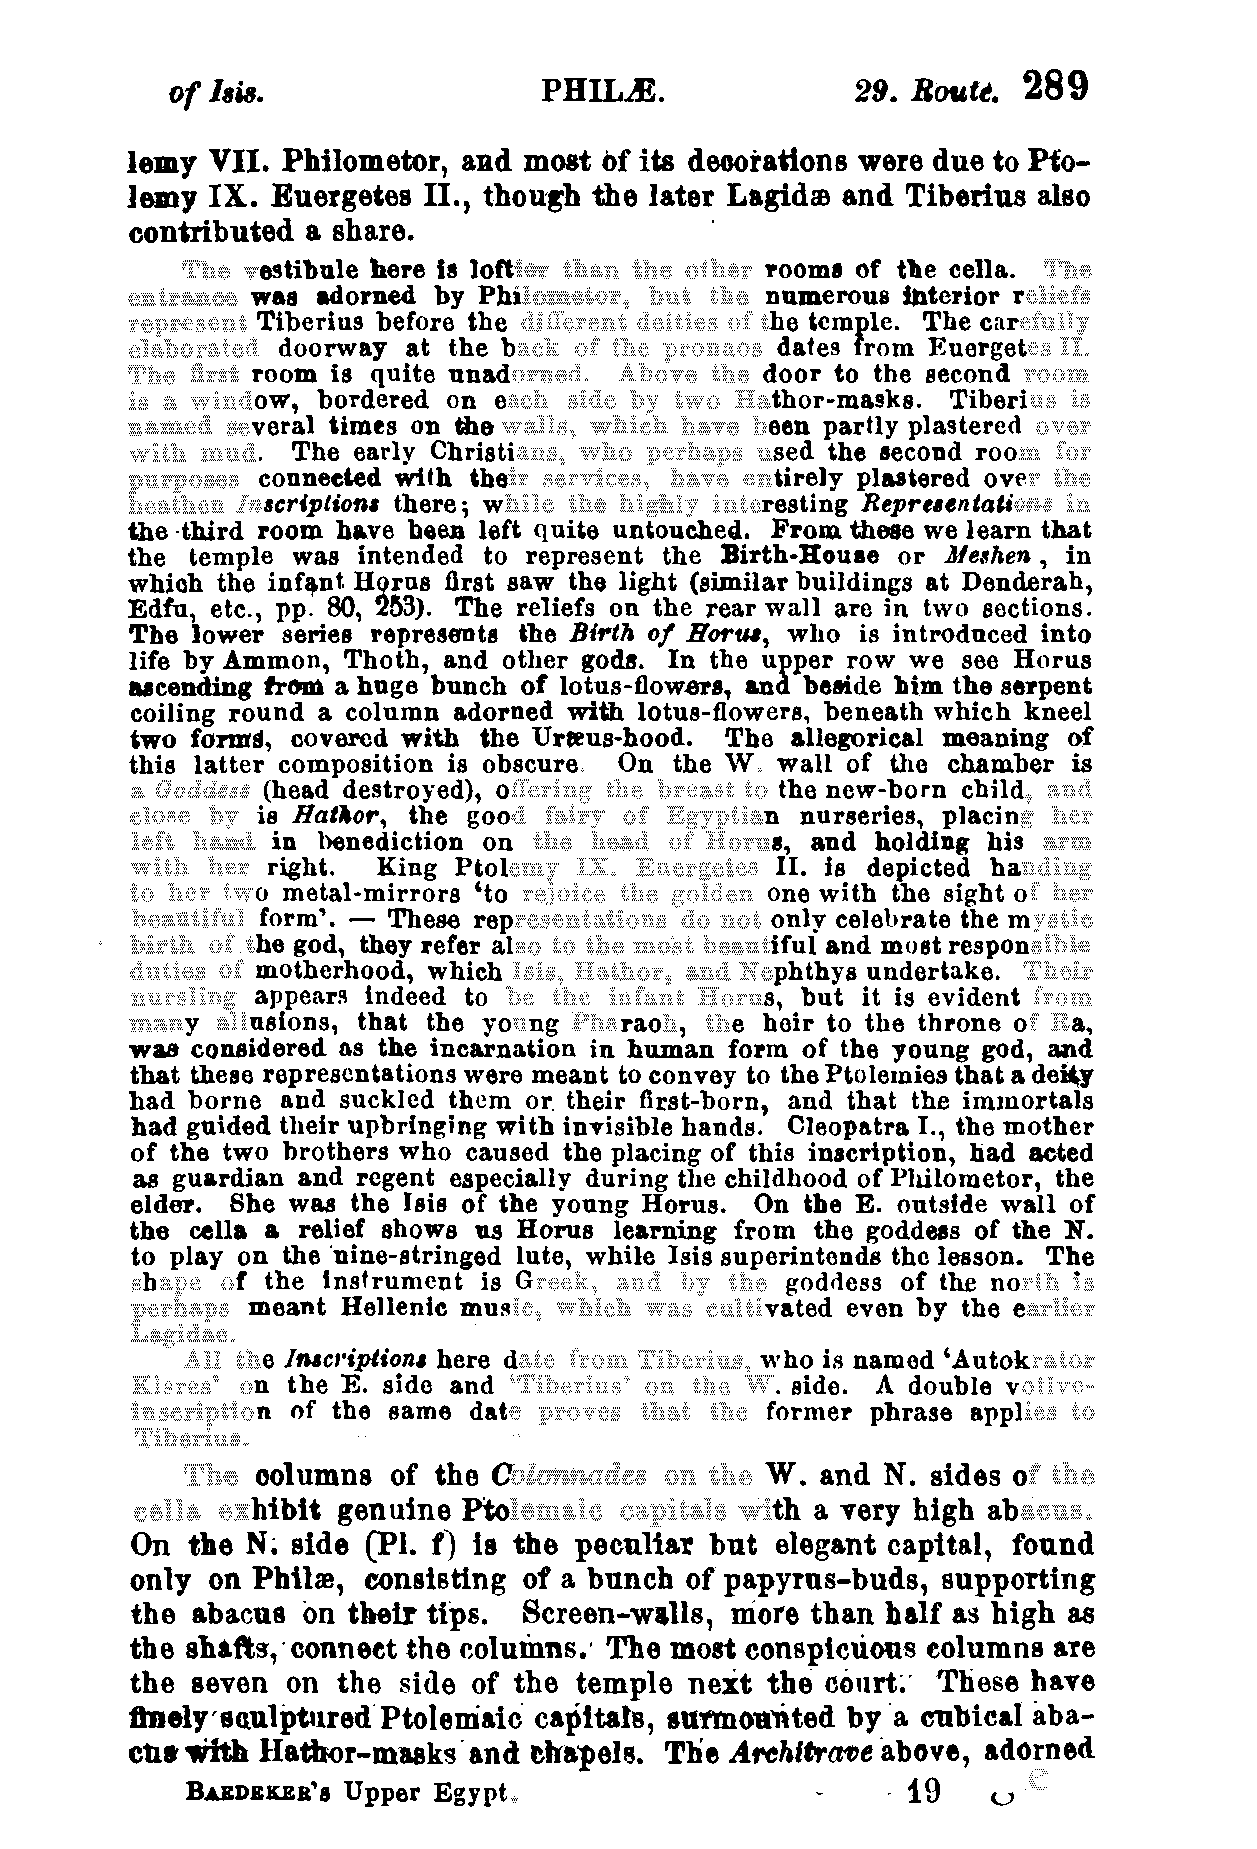 of Isis. PHILÆ. 29. Route. 289
lemy VII. Philometor, and most of its decorations were due to Pto-
lemy IX. Euergetes II., though the later Lagidæ and Tiberius also
contributed a share.
The vestibule here is loftier than the other rooms of the cella. The
entrance was adorned by Philometor, but the numerous interior reliefs
represent Tiberius before the different deities of the temple. The carefully
elaborated doorway at the back of the pronaos dates from Euergetes II.
The first room is quite unadorned. Above the door to the second room
is a window, bordered on each side by two Hathor-masks. Tiberius is
named several times on the walls, which have been partly plastered over
with mud. The early Christians, who perhaps used the second room for
purposes connected with their services, have entirely plastered over the
heathen Inscriptions there; while the highly interesting Representations in
the third room have been left quite untouched. From these we learn that
the temple was intended to represent the Birth-House or Meshen, in
which the infant Horus first saw the light (similar buildings at Denderah,
Edfu, etc., pp. 80, 253). The reliefs on the rear wall are in two sections.
The lower series represents the Birth of Horus, who is introduced into
life by Ammon, Thoth, and other gods. In the upper row we see Horus
ascending from a huge bunch of lotus-flowers, and beside him the serpent
coiling round a column adorned with lotus-flowers, beneath which kneel
two forms, covered with the Uræus-hood. The allegorical meaning of
this latter composition is obscure. On the W. wall of the chamber is
a Goddess (head destroyed), offering the breast to the new-born child, and
close by is Hathor, the good fairy of Egyptian nurseries, placing her
left hand in benediction on the head of Horus, and holding his arm
with her right. King Ptolemy IX. Euergetes II. is depicted handing
to her two metal-mirrors 'to rejoice the golden one with the sight of her
beautiful form'. — These representations do not only celebrate the mystic
birth of the god, they refer also to the most beautiful and most responsible
duties of motherhood, which Isis, Hathor, and Nephthys undertake. Their
nursling appears indeed to be the infant Horus, but it is evident from
many allusions, that the young Pharaoh, the heir to the throne of Ra,
was considered as the incarnation in human form of the young god, and
that these representations were meant to convey to the Ptolemies that a deity
had borne and suckled them or their first-born, and that the immortals
had guided their upbringing with invisible hands. Cleopatra I., the mother
of the two brothers who caused the placing of this inscription, had acted
as guardian and regent especially during the childhood of Philometor, the
elder. She was the Isis of the young Horus. On the E. outside wall of
the cella a relief shows us Horus learning from the goddess of the N.
to play on the nine-stringed lute, while Isis superintends the lesson. The
shape of the instrument is Greek, and by the goddess of the north is
perhaps meant Hellenic music, which was cultivated even by the earlier
Lagidae.
All the Inscriptions here date from Tiberius, who is named 'Autokrator
Kisres' on the E. side and 'Tiberius' on the W. side. A double votive-
inscription of the same date proves that the former phrase applies to
Tiberius.
The columns of the Colonnades on the W. and N. sides of the
cella exhibit genuine Ptolemaic capitals with a very high abacus.
On the N. side (Pl. f) is the peculiar but elegant capital, found
only on Philæ, consisting of a bunch of papyrus-buds, supporting
the abacus on their tips. Screen-walls, more than half as high as
the shafts, connect the columns. The most conspicuous columns are
the seven on the side of the temple next the court. These have
finely sculptured Ptolemaic capitals, surmounted by a cubical aba-
cus with Hathor-masks and chapels. The Architrave above, adorned
BAEDEKER's Upper Egypt. 19